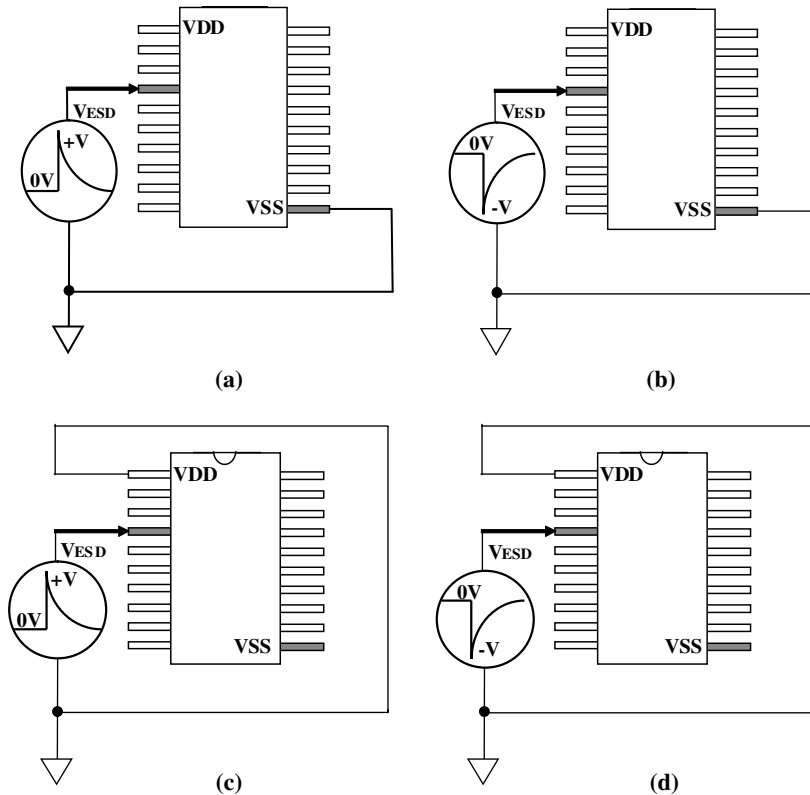 VDD
VESD
+V
0V
VSS
(a)
VDD
VESD
0V
-V
VSS
(b)
VDD
VESD
+V
0V
VSS
(c)
VDD
VESD
0V
-V
VSS
(d)